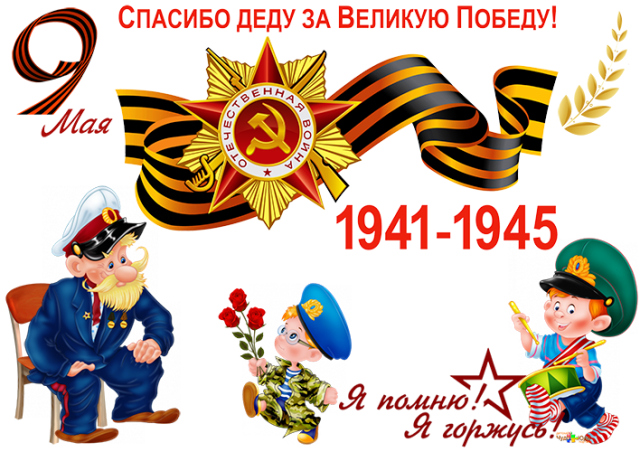 Спасибо деду за Великую Победу!
9
Мая
ОТЕЧЕСТВЕННАЯ ВОЙНА
1941-1945
Я помню!
Я горжусь!